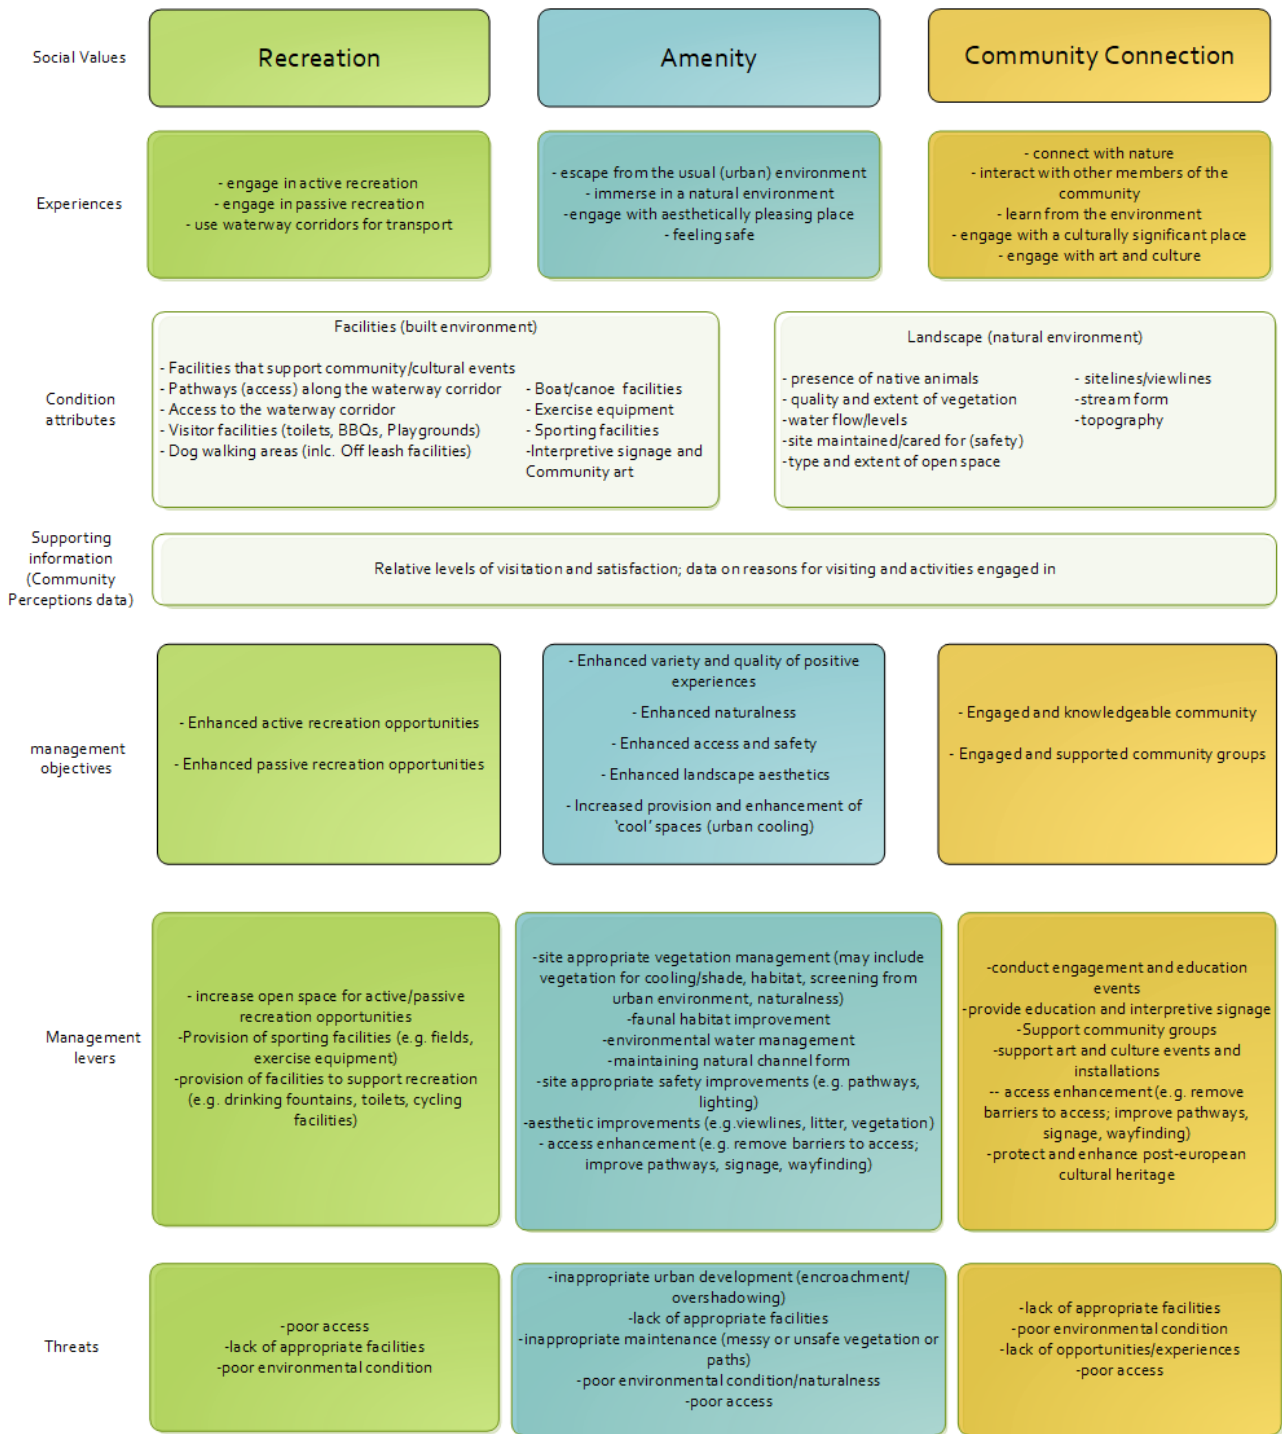 Social Values
Recreation
Amenity
Community Connection
Experiences
- engage in active recreation
- engage in passive recreation
- use waterway corridors for transport
- escape from the usual (urban) environment
- immerse in a natural environment
-engage with aesthetically pleasing place
- feeling safe
- connect with nature
- interact with other members of the
community
- learn from the environment
- engage with a culturally significant place
- engage with art and culture
Condition
attributes
Facilities (built environment)
- Facilities that support community/cultural events
- Pathways (access) along the waterway corridor
- Access to the waterway corridor
- Visitor facilities (toilets, BBQs, Playgrounds)
- Dog walking areas (inlc. Off leash facilities)
- Boat/canoe facilities
- Exercise equipment
- Sporting facilities
-Interpretive signage and
Community art
Landscape (natural environment)
- presence of native animals
- quality and extent of vegetation
-water flow/levels
-site maintained/cared for (safety)
-type and extent of open space
- sitelines/viewlines
-stream form
-topography
Supporting
information
(Community
Perceptions data)
Relative levels of visitation and satisfaction; data on reasons for visiting and activities engaged in
management
objectives
- Enhanced active recreation opportunities
- Enhanced passive recreation opportunities
- Enhanced variety and quality of positive
experiences
- Enhanced naturalness
- Enhanced access and safety
- Enhanced landscape aesthetics
- Increased provision and enhancement of
‘cool’ spaces (urban cooling)
- Engaged and knowledgeable community
- Engaged and supported community groups
Management
levers
- increase open space for active/passive
recreation opportunities
-Provision of sporting facilities (e.g. fields,
exercise equipment)
-provision of facilities to support recreation
(e.g. drinking fountains, toilets, cycling
facilities)
-site appropriate vegetation management (may include
vegetation for cooling/shade, habitat, screening from
urban environment, naturalness)
-faunal habitat improvement
-environmental water management
-maintaining natural channel form
-site appropriate safety improvements (e.g. pathways,
lighting)
-aesthetic improvements (e.g.viewlines, litter, vegetation)
- access enhancement (e.g. remove barriers to access;
improve pathways, signage, wayfinding)
-conduct engagement and education
events
-provide education and interpretive signage
-Support community groups
-support art and culture events and
installations
-- access enhancement (e.g. remove
barriers to access; improve pathways,
signage, wayfinding)
-protect and enhance post-european
cultural heritage
Threats
-poor access
-lack of appropriate facilities
-poor environmental condition
-inappropriate urban development (encroachment/
overshadowing)
-lack of appropriate facilities
-inappropriate maintenance (messy or unsafe vegetation or
paths)
-poor environmental condition/naturalness
-poor access
-lack of appropriate facilities
-poor environmental condition
-lack of opportunities/experiences
-poor access